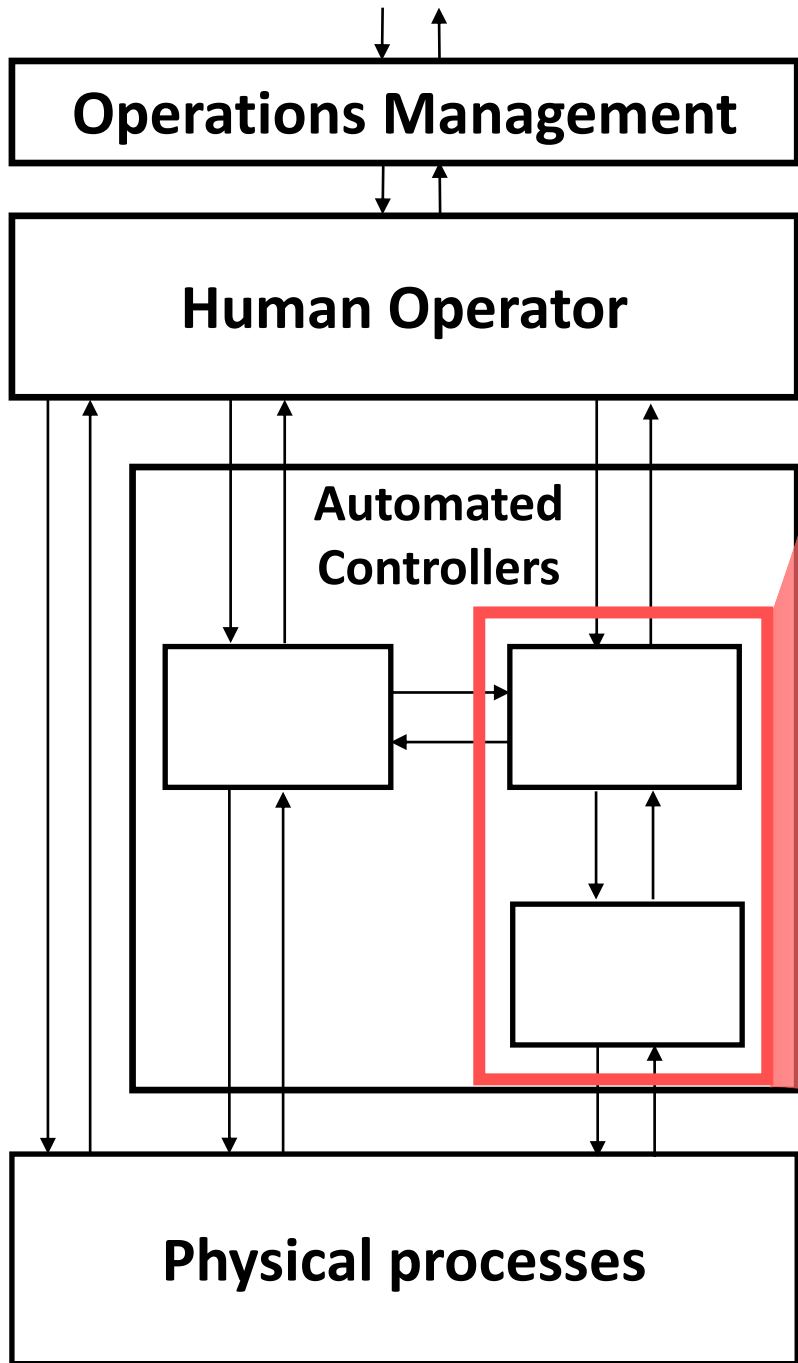 Operations Management
Human Operator
Automated
Controllers
Physical processes